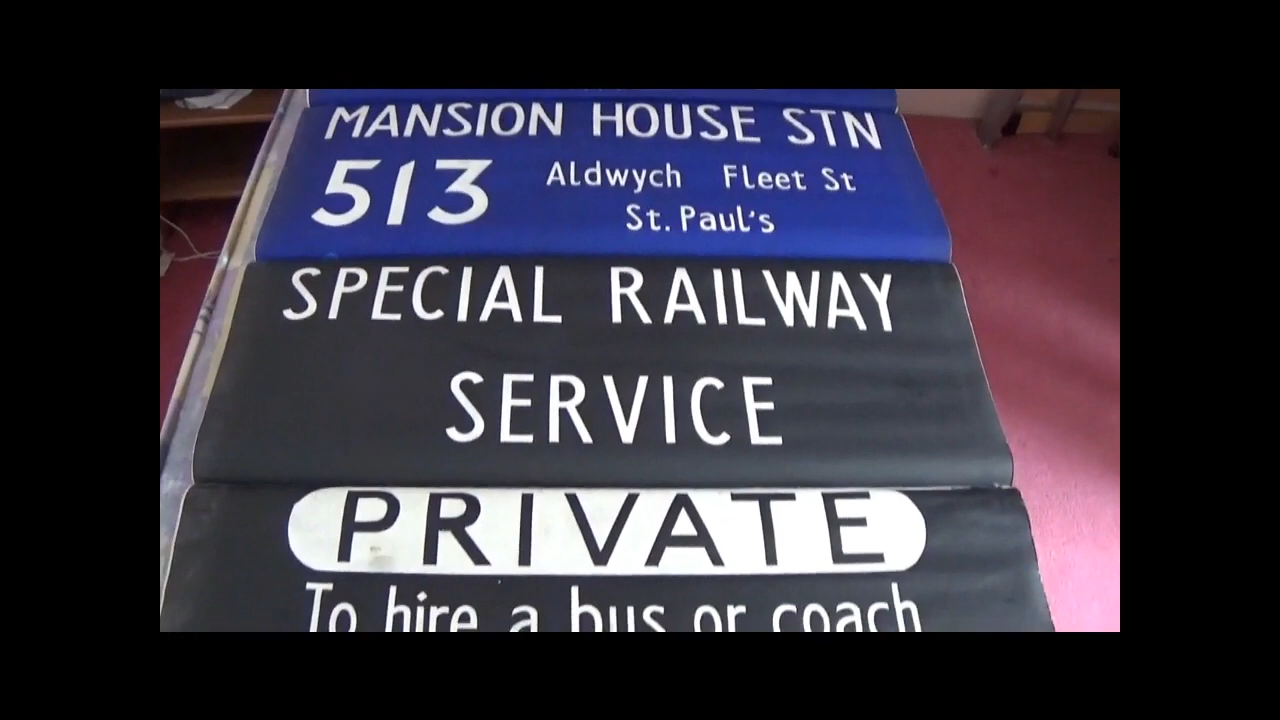 MANSION HOUSE STN
513 Aldwych Fleet St
St. Paul's
SPECIAL RAILWAY
SERVICE
PRIVATE
To hire a bus or coach